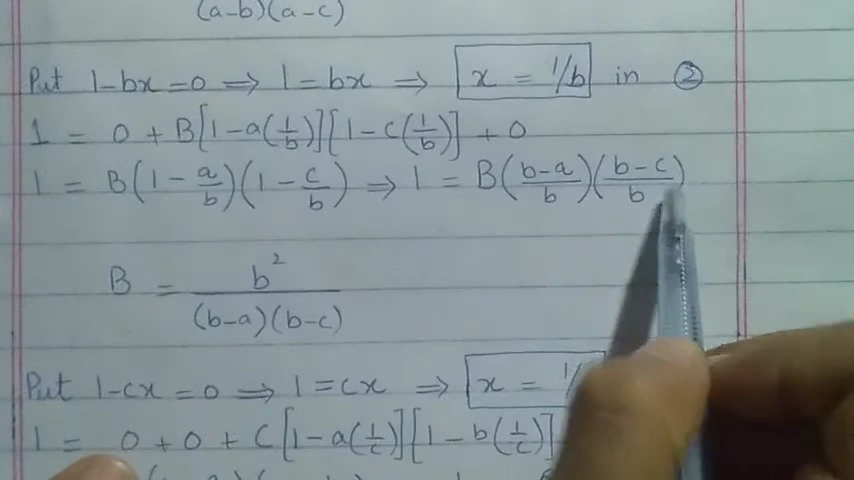 (a-b)(a-c)
Put 1-bx=0 ⟹ 1=bx ⟹ x = 1/b in ②
1 = 0 + B[1-a(1/b)][1-c(1/b)] + 0
1 = B(1-a/b)(1-c/b) ⟹ 1 = B((b-a)/b)((b-c)/b)
B = b²/((b-a)(b-c))
Put 1-cx=0 ⟹ 1=cx ⟹ x = 1/
1 = 0+0+C[1-a(1/c)][1-b(1/c)]